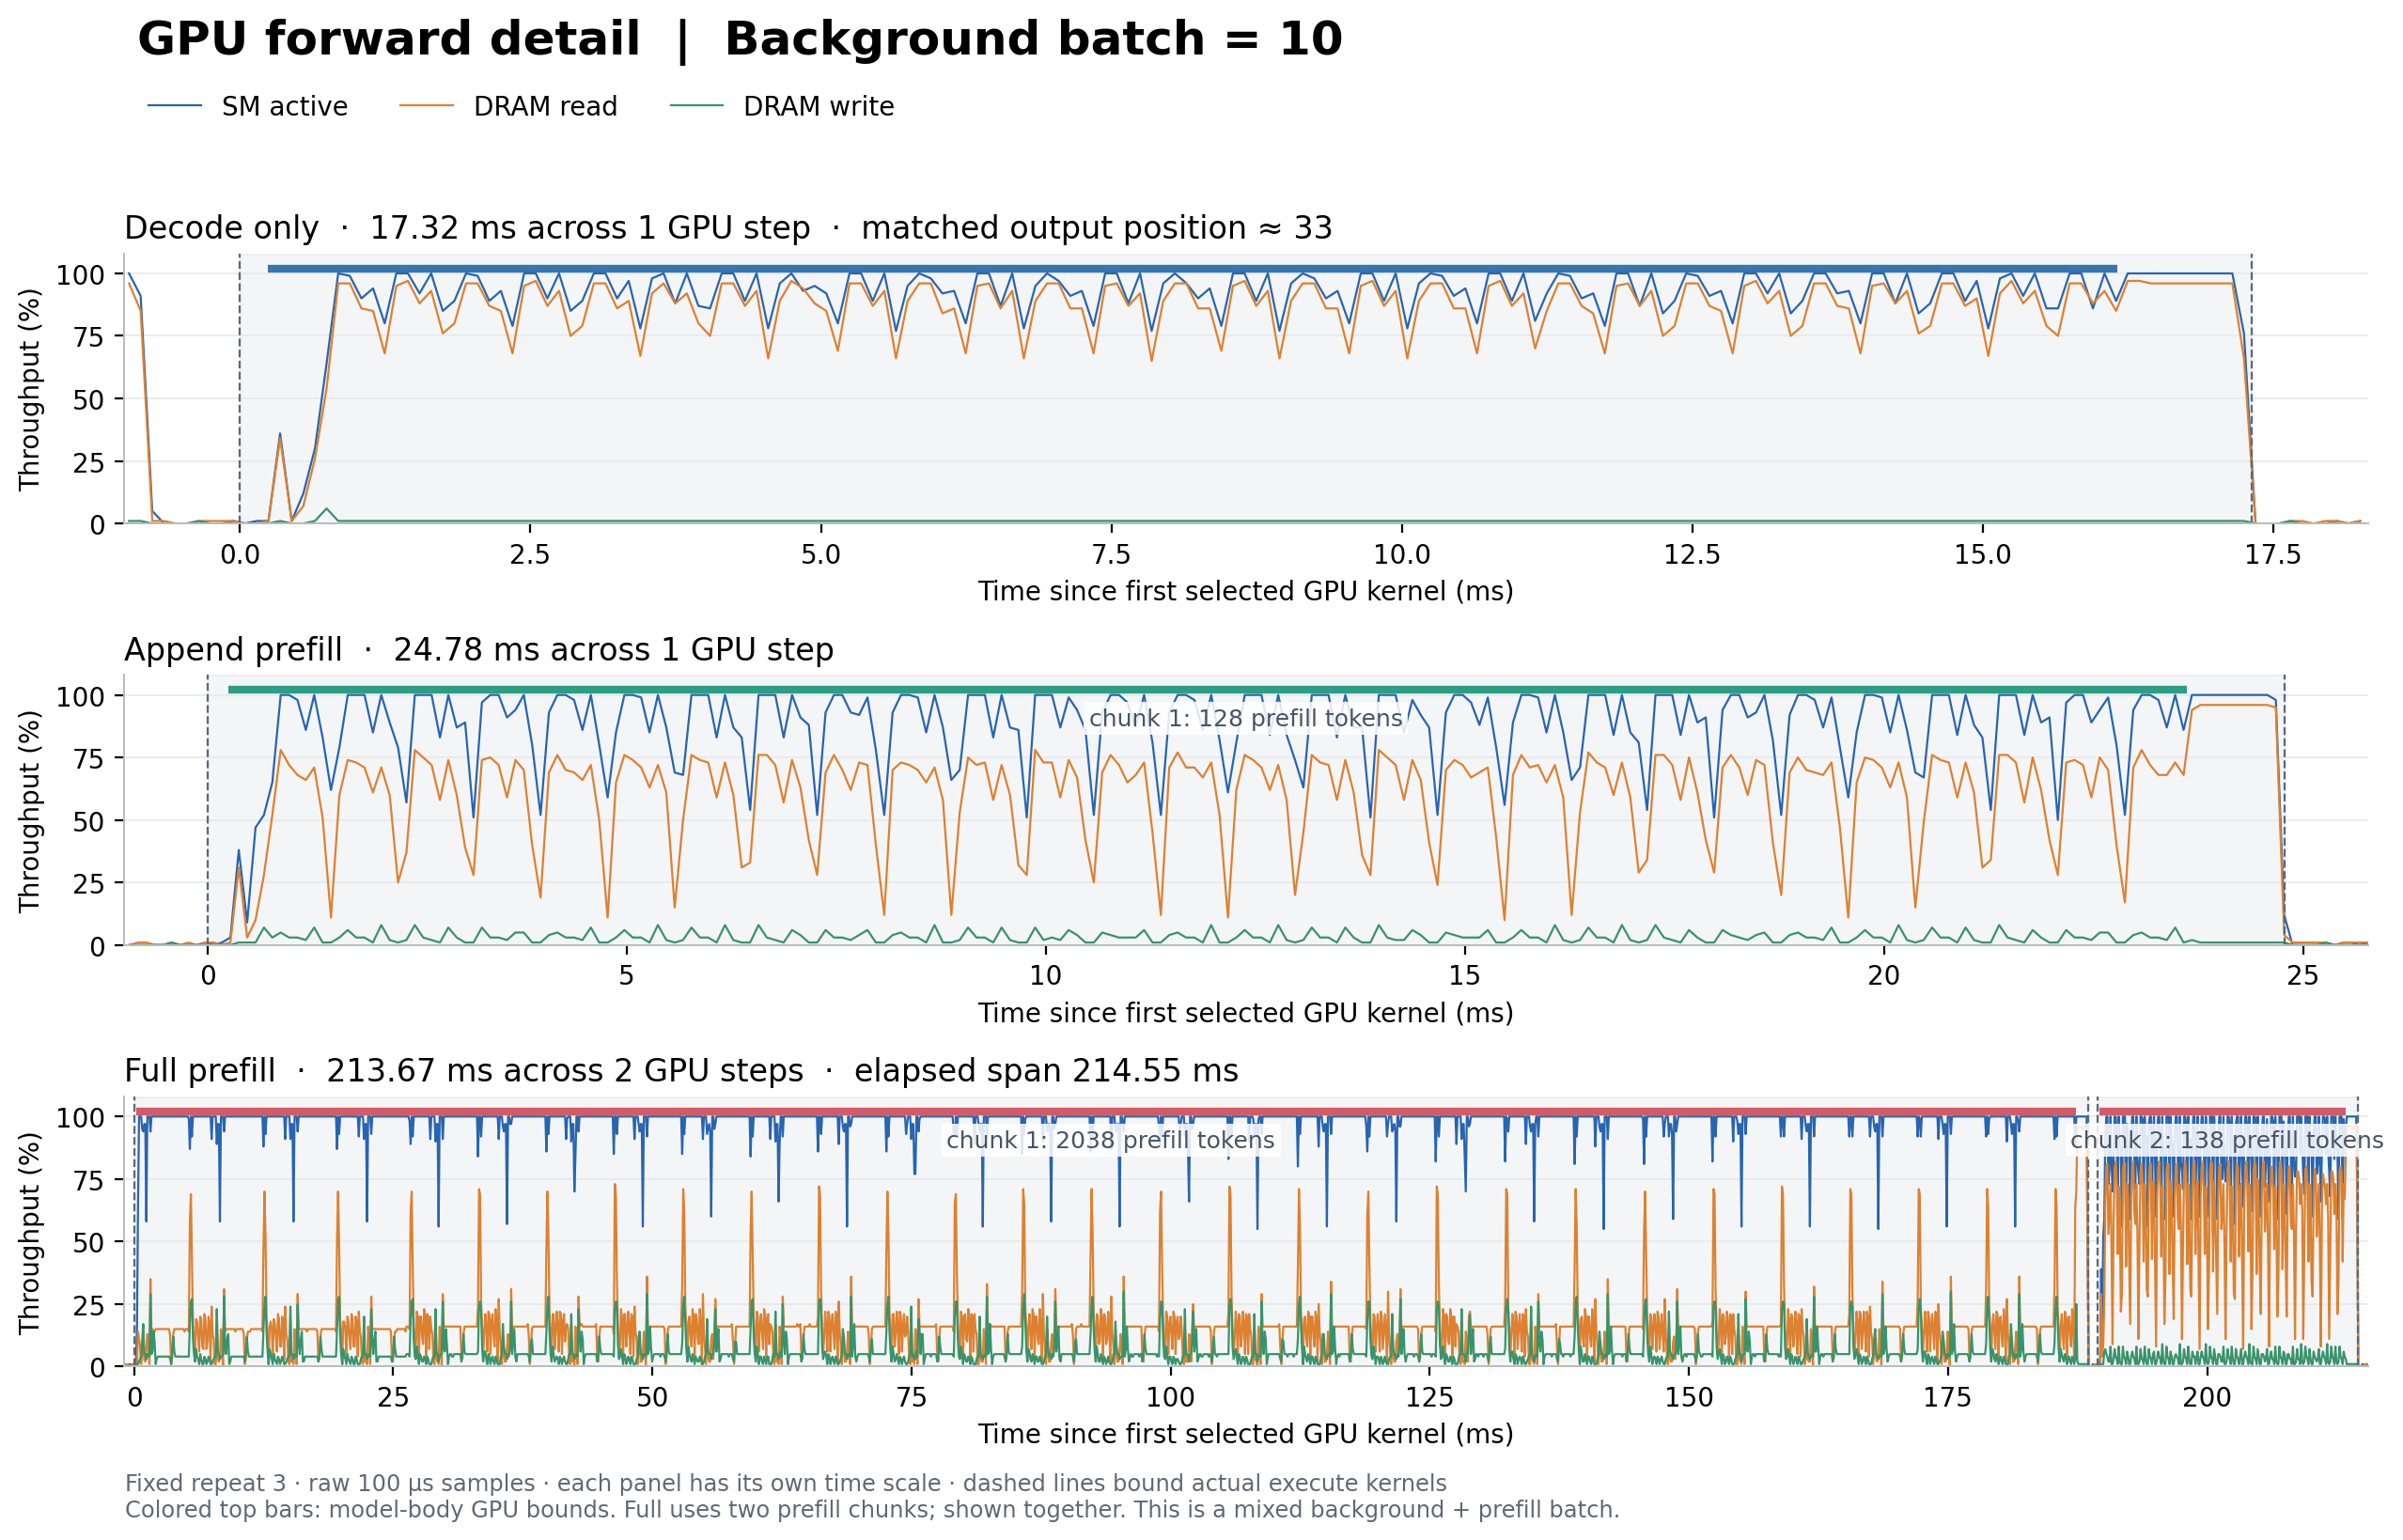 GPU forward detail | Background batch = 10
SM active DRAM read DRAM write
Decode only · 17.32 ms across 1 GPU step · matched output position ≈ 33
Throughput (%)
100
75
50
25
0
0.0 2.5 5.0 7.5 10.0 12.5 15.0 17.5
Time since first selected GPU kernel (ms)
Append prefill · 24.78 ms across 1 GPU step
Throughput (%)
100
75
50
25
0
chunk 1: 128 prefill tokens
0 5 10 15 20 25
Time since first selected GPU kernel (ms)
Full prefill · 213.67 ms across 2 GPU steps · elapsed span 214.55 ms
Throughput (%)
100
75
50
25
0
chunk 1: 2038 prefill tokens chunk 2: 138 prefill tokens
0 25 50 75 100 125 150 175 200
Time since first selected GPU kernel (ms)
Fixed repeat 3 · raw 100 µs samples · each panel has its own time scale · dashed lines bound actual execute kernels
Colored top bars: model-body GPU bounds. Full uses two prefill chunks; shown together. This is a mixed background + prefill batch.